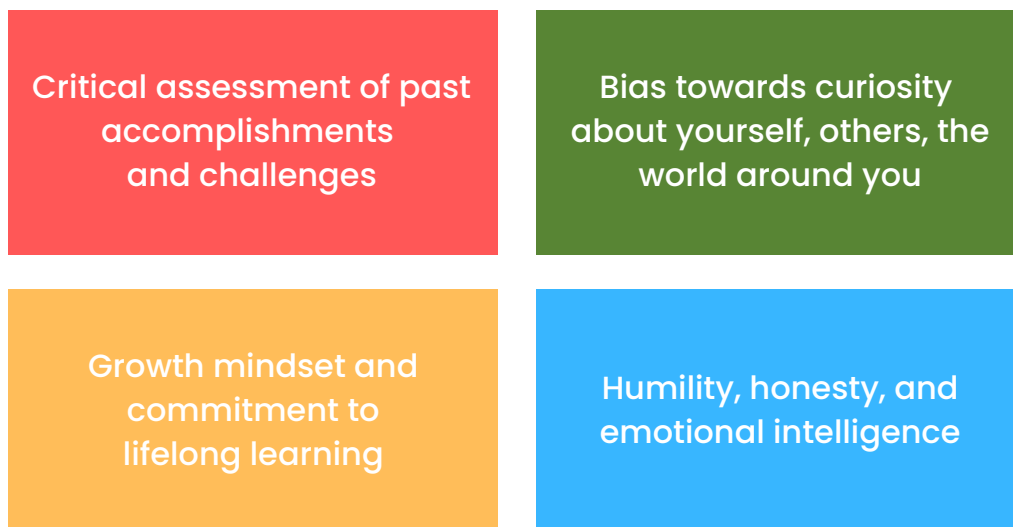 Critical assessment of past
accomplishments
and challenges
Bias towards curiosity
about yourself, others, the
world around you
Growth mindset and
commitment to
lifelong learning
Humility, honesty, and
emotional intelligence